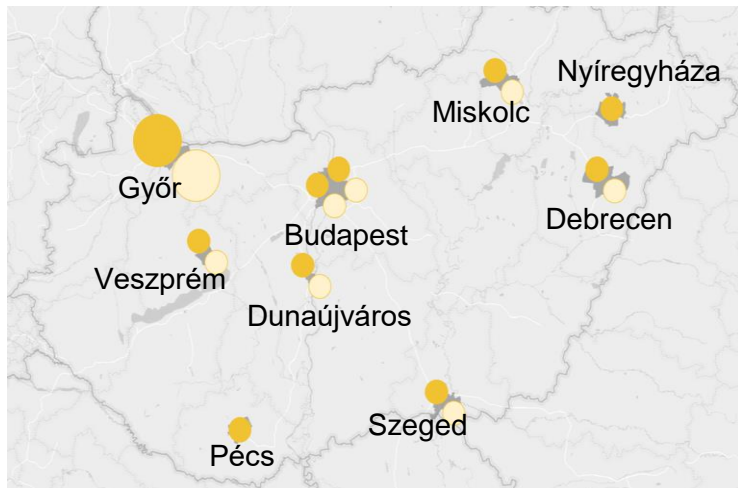 Nyíregyháza
Miskolc
Győr
Debrecen
Budapest
Veszprém
Dunaújváros
Szeged
Pécs